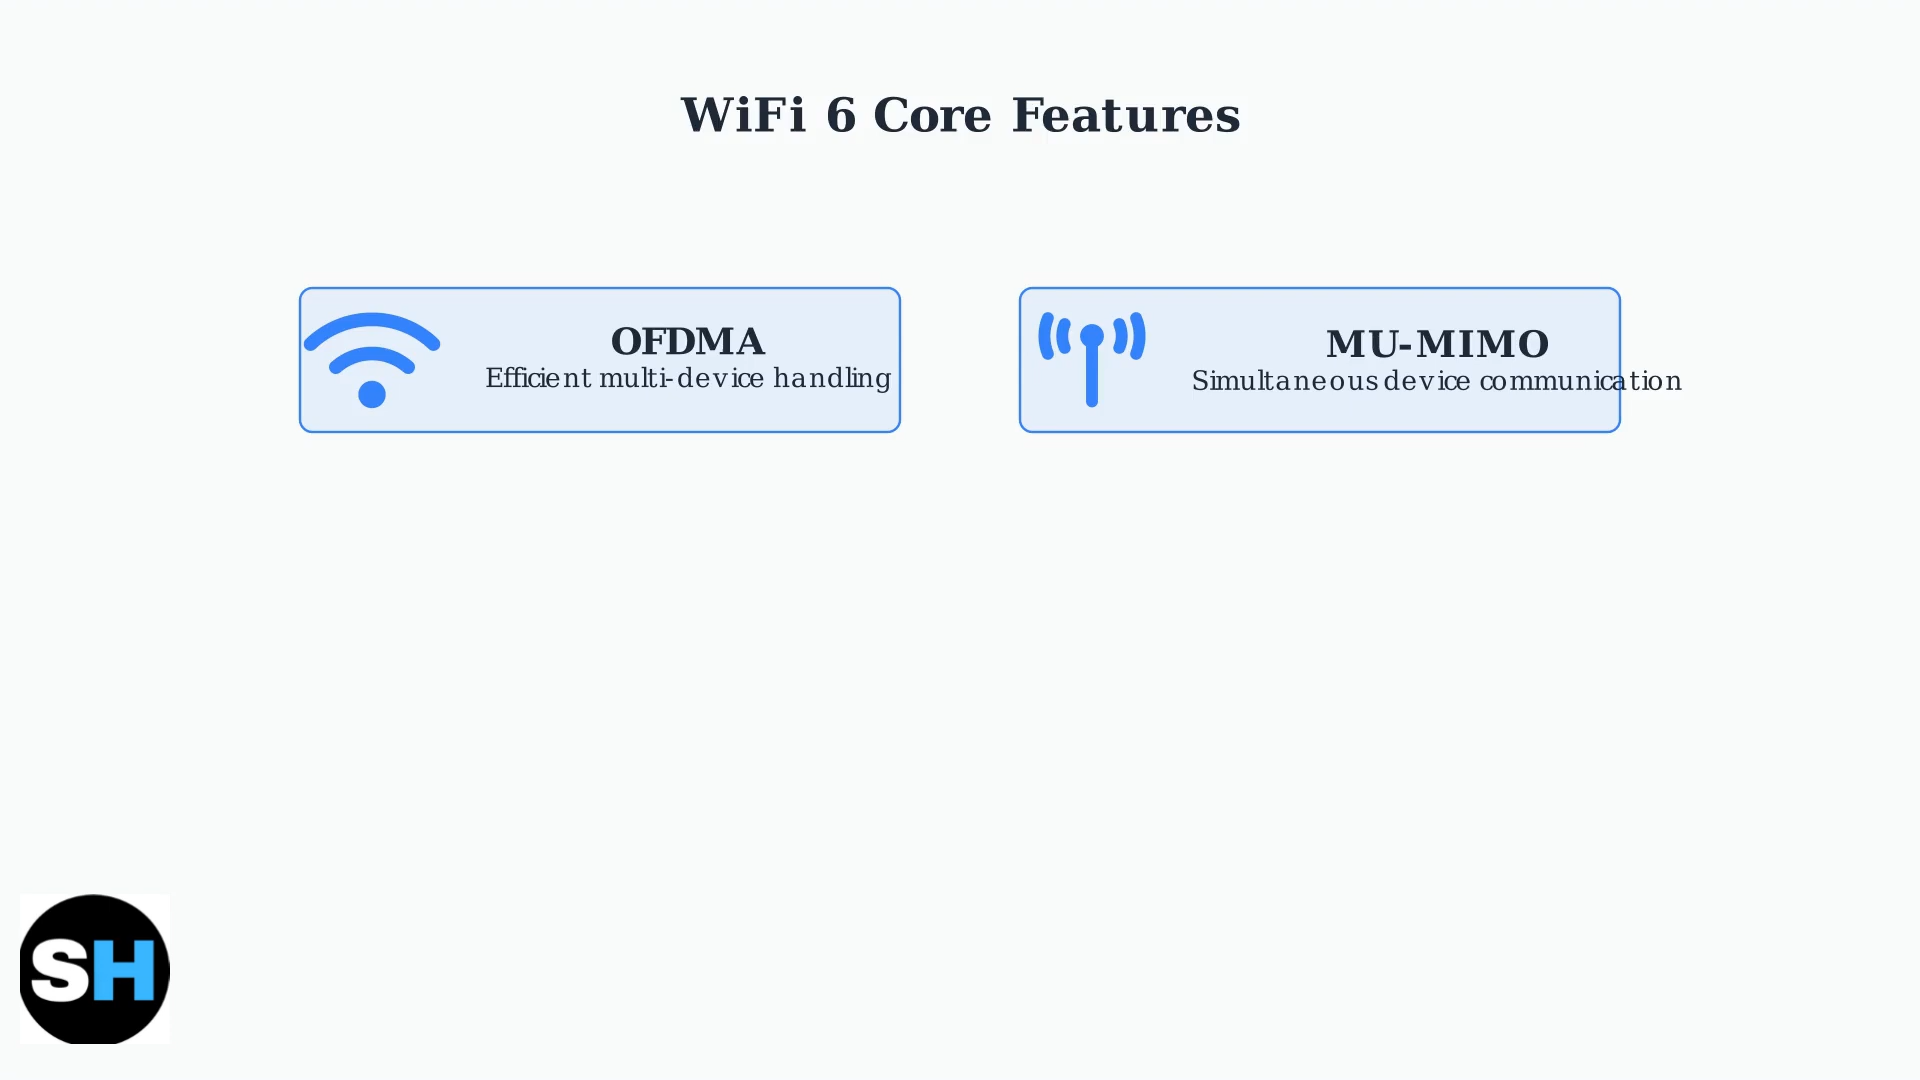 WiFi 6 Core Features
OFDMA
Efficient multi-device handling
MU-MIMO
Simultaneous device communication
SH